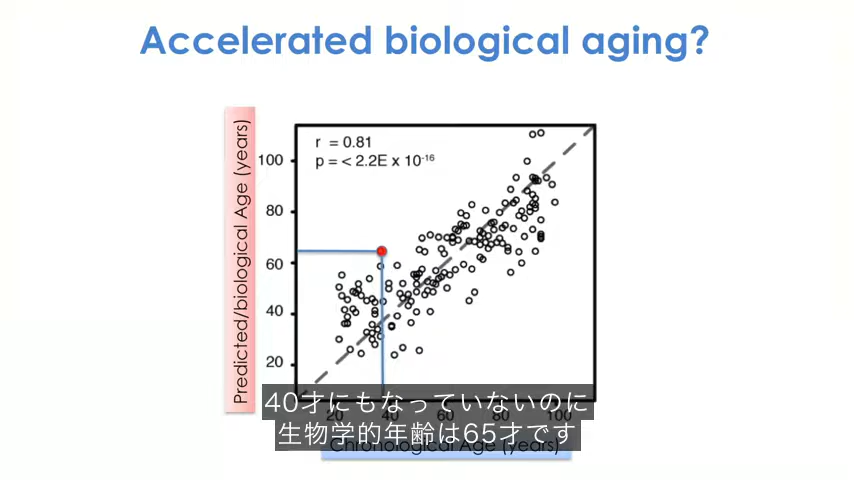 Accelerated biological aging?
r = 0.81
p = < 2.2E x 10-16
Predicted/biological Age (years)
100
80
60
40
20
20 40 60 80 100
Chronological Age (years)
40才にもなっていないのに
生物学的年齢は65才です